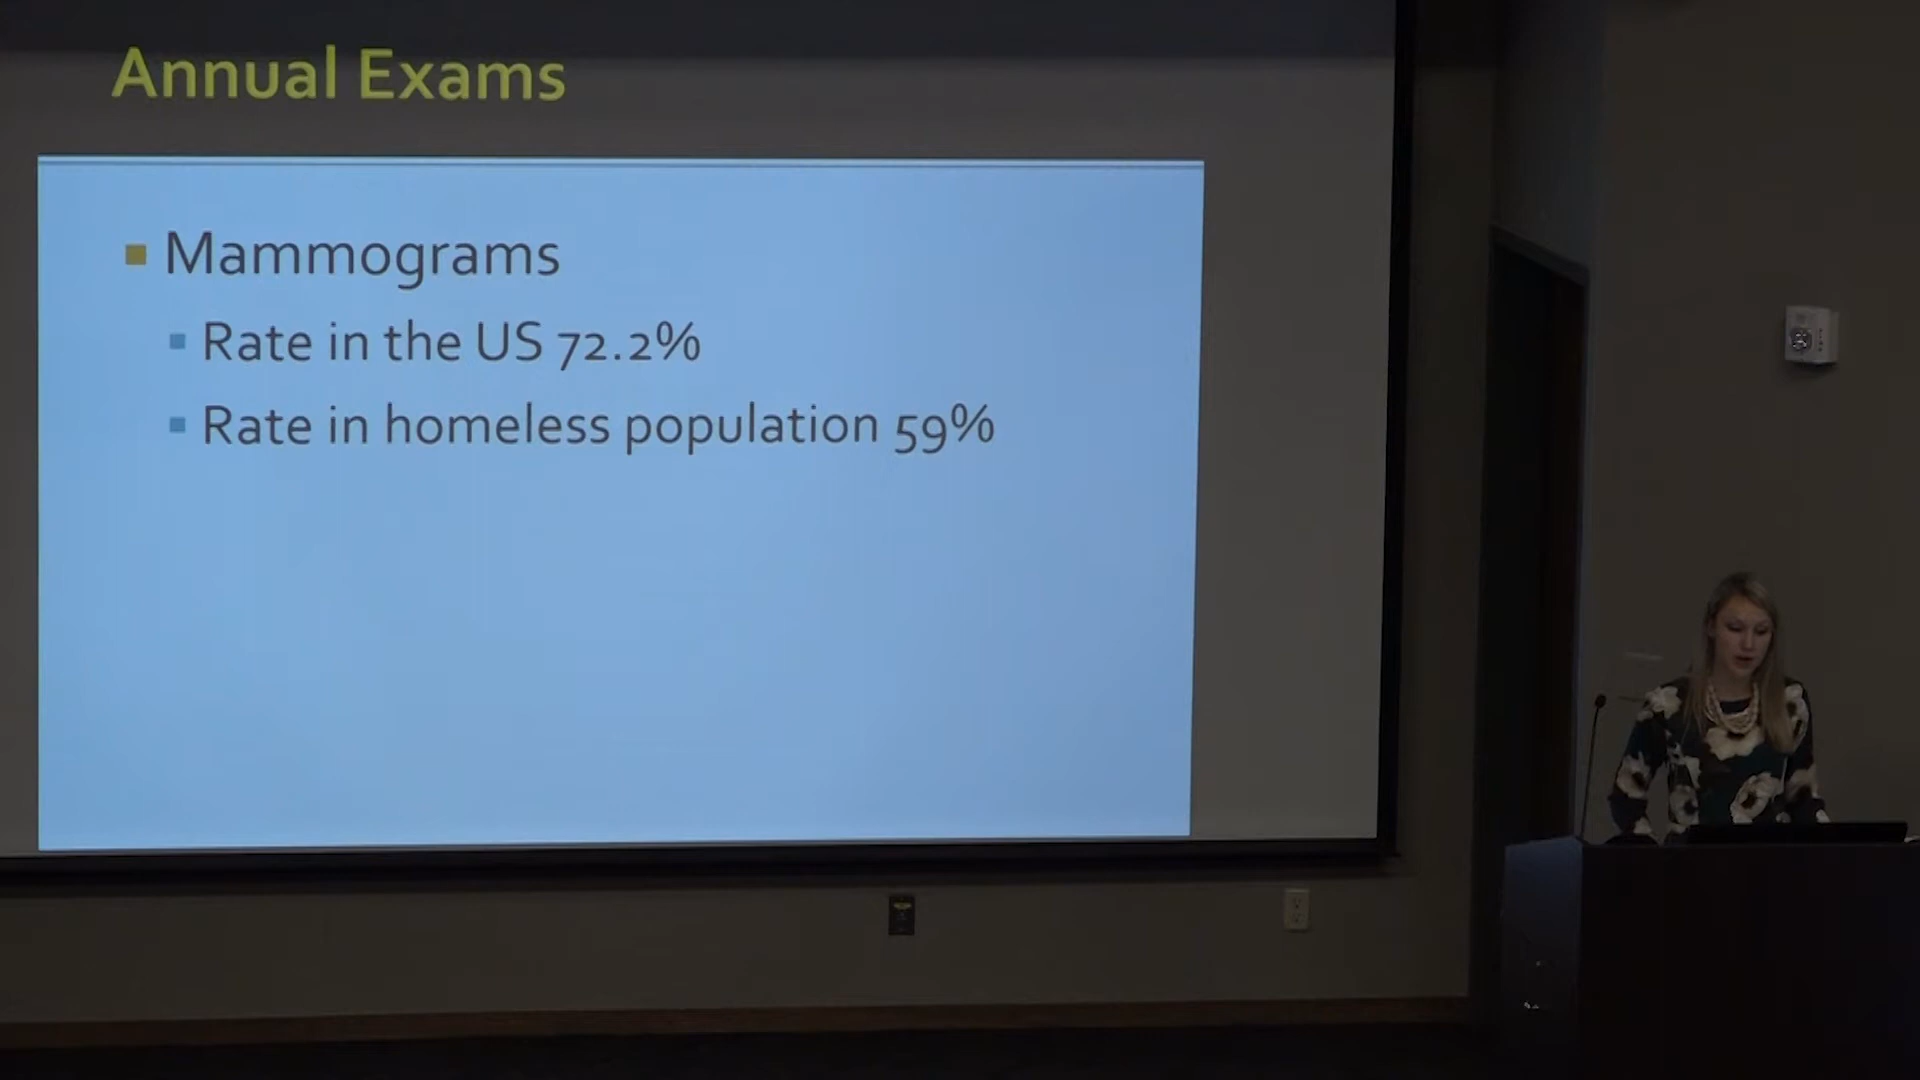 Annual Exams
Mammograms
Rate in the US 72.2%
Rate in homeless population 59%